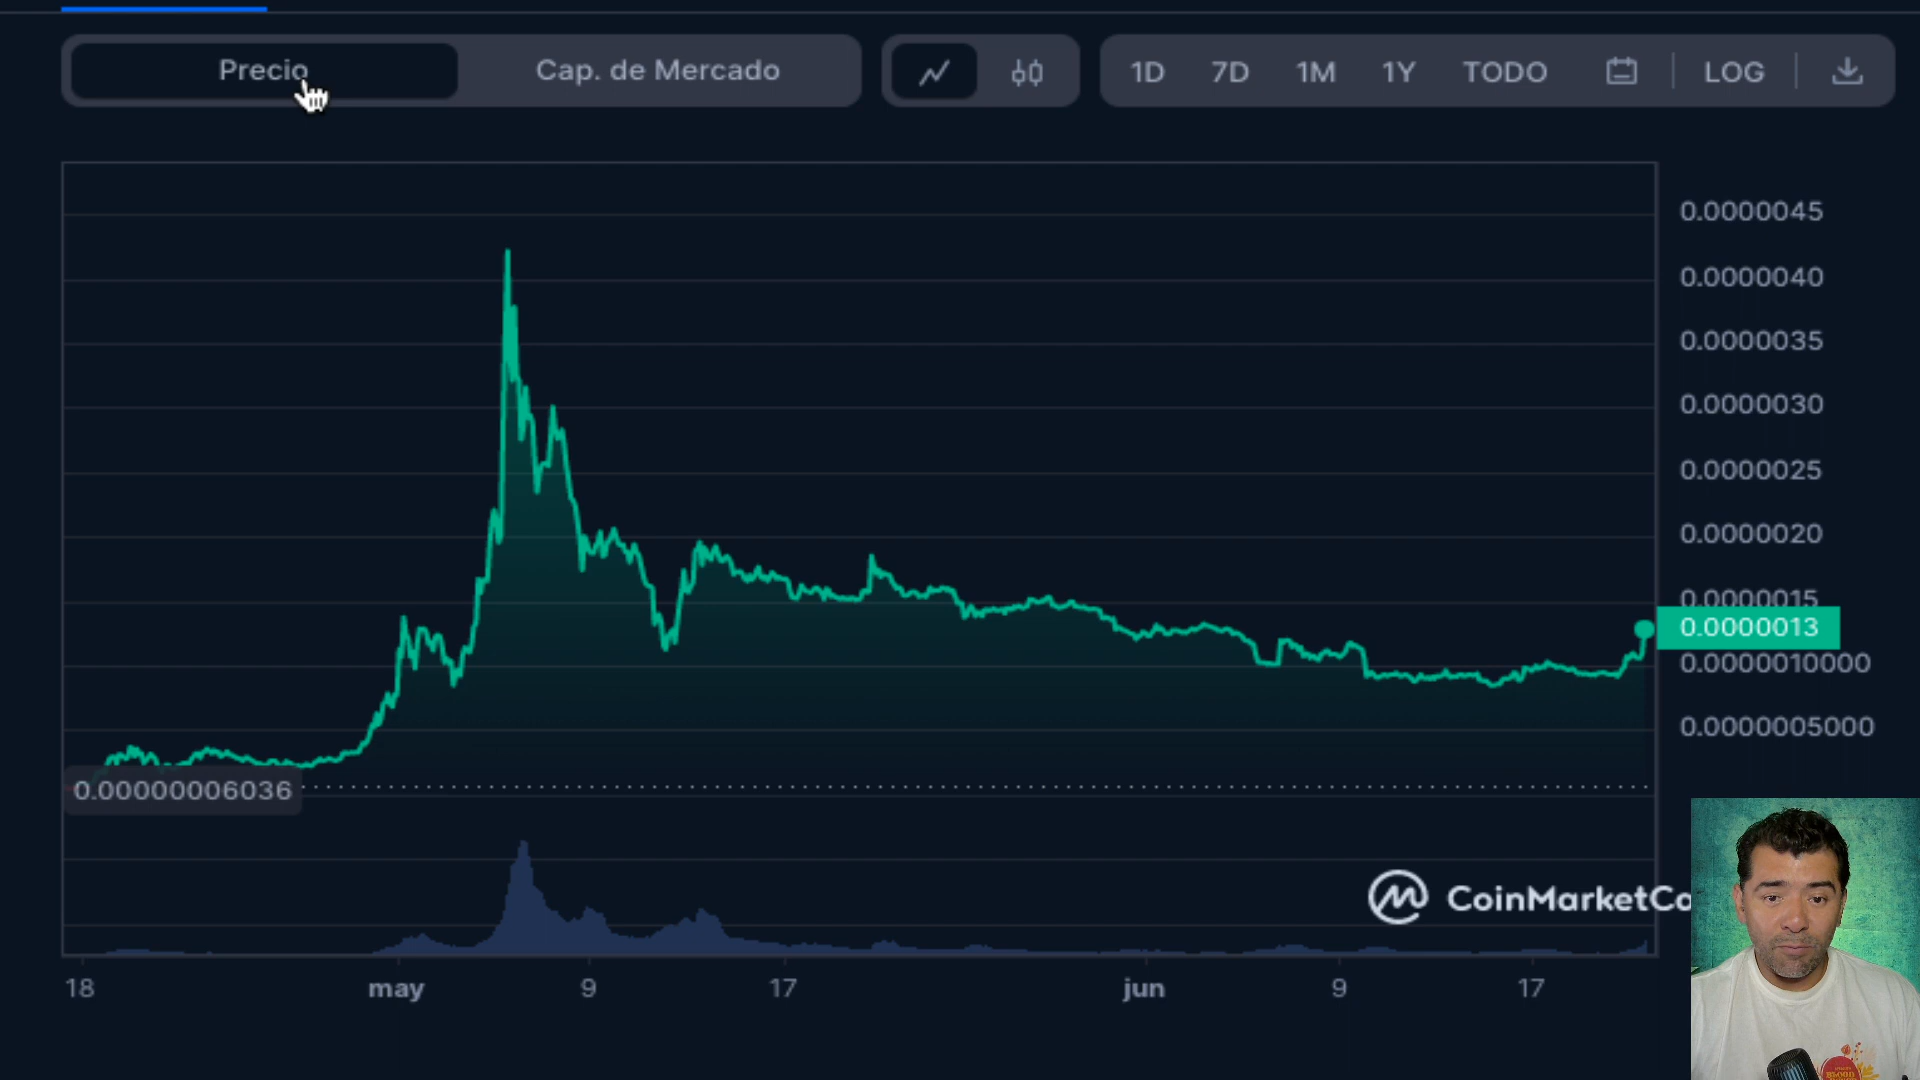 Precio
Cap. de Mercado
1D 7D 1M 1Y TODO LOG
0.0000045
0.0000040
0.0000035
0.0000030
0.0000025
0.0000020
0.0000015
0.0000013
0.0000010000
0.0000005000
0.00000006036
CoinMarketCa
18 may 9 17 jun 9 17